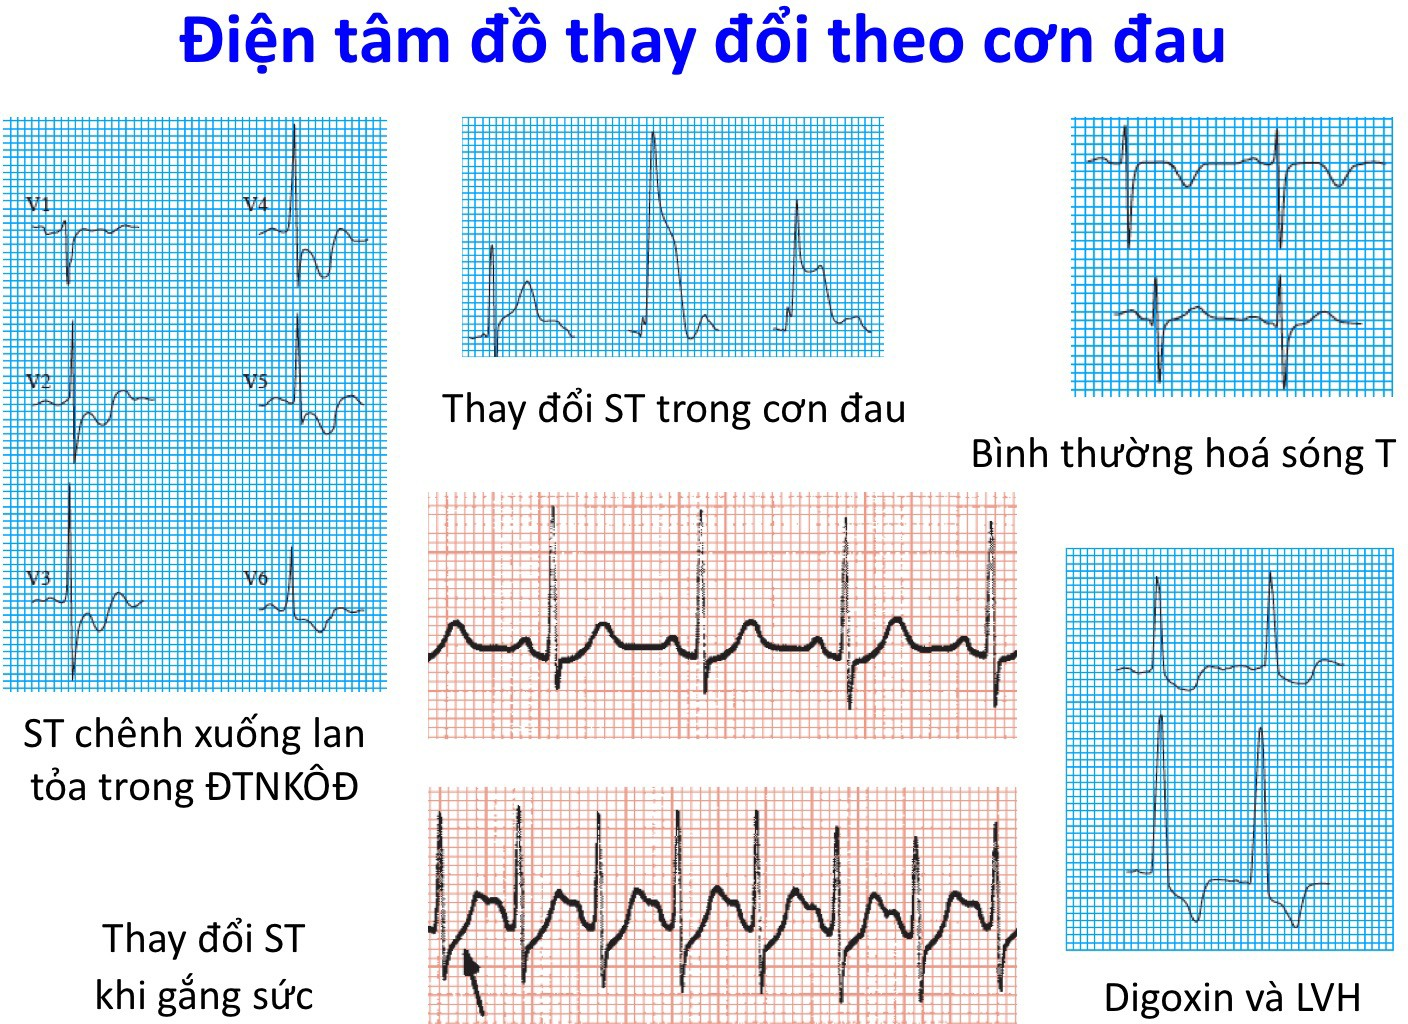 Điện tâm đồ thay đổi theo cơn đau
V1
V4
V2
V5
V3
V6
ST chênh xuống lan
tỏa trong ĐTNKÔĐ
Thay đổi ST trong cơn đau
Bình thường hoá sóng T
Thay đổi ST
khi gắng sức
Digoxin và LVH